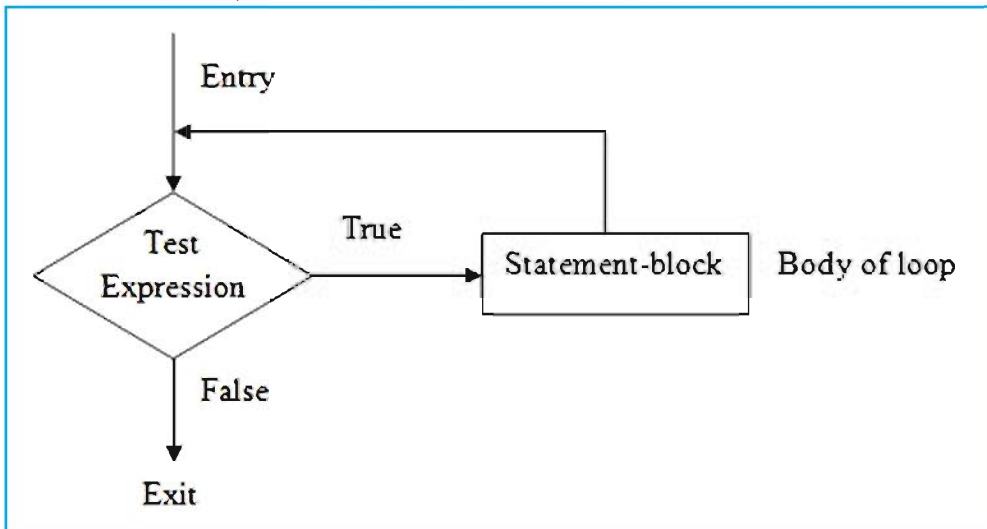 Entry
True
Test
Expression
Statement-block
Body of loop
False
Exit